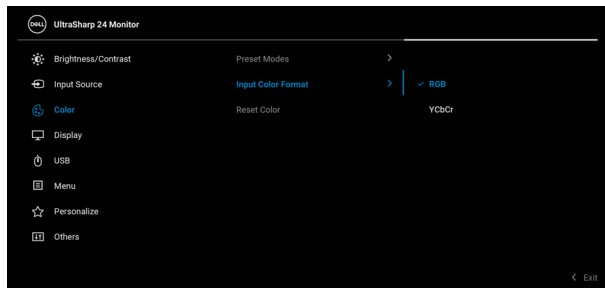 DELL UltraSharp 24 Monitor
Brightness/Contrast Preset Modes >
Input Source Input Color Format > ✓ RGB
Color Reset Color YCbCr
Display
USB
Menu
Personalize
Others
< Exit